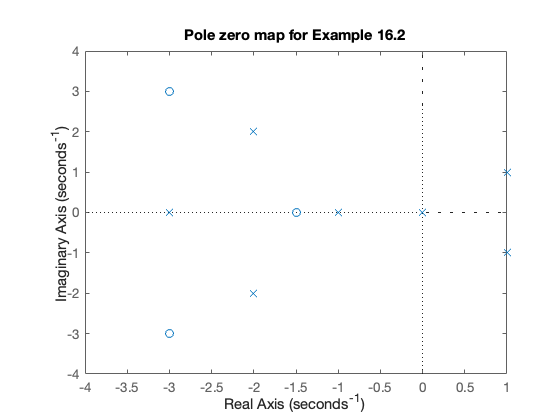 Pole zero map for Example 16.2
4
3
2
1
0
-1
-2
-3
-4
Imaginary Axis (seconds⁻¹)
-4 -3.5 -3 -2.5 -2 -1.5 -1 -0.5 0 0.5 1
Real Axis (seconds⁻¹)